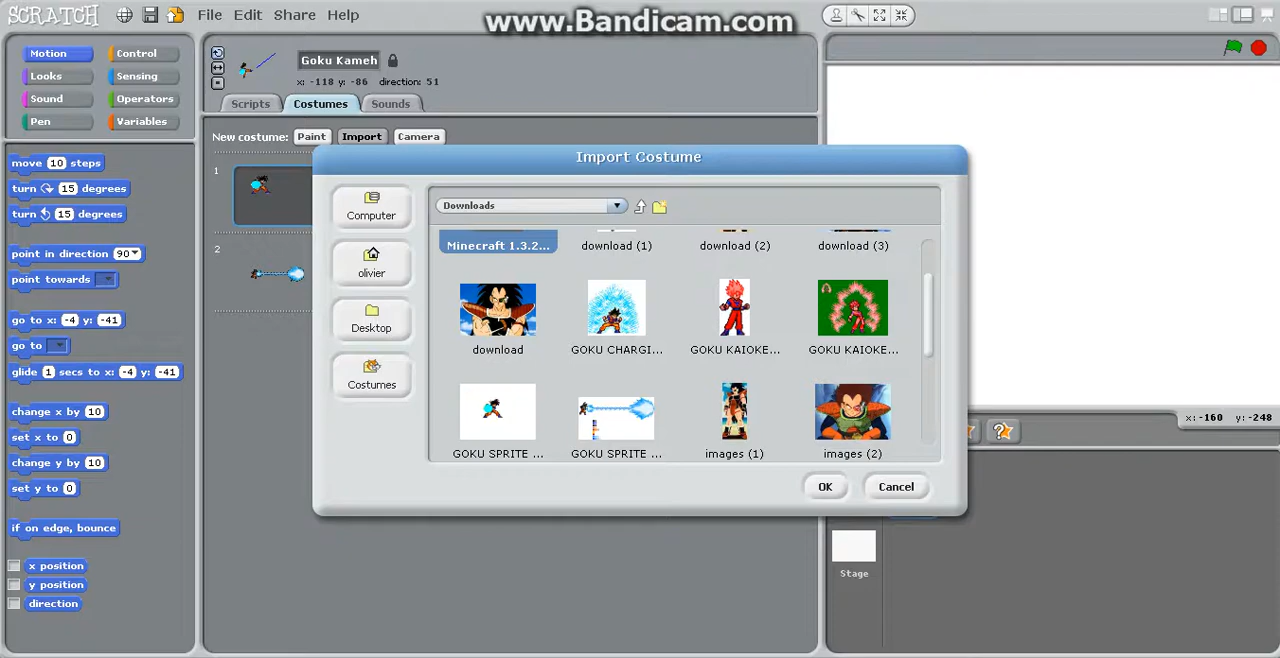 www.Bandicam.com
SCRATCH File Edit Share Help
Motion Control
Looks Sensing
Sound Operators
Pen Variables
Goku Kameh
x: -118 y: -86 direction: 51
Scripts Costumes Sounds
New costume: Paint Import Camera
1
2
move 10 steps
turn 15 degrees
turn 15 degrees
point in direction 90
point towards
go to x: -4 y: -41
go to
glide 1 secs to x: -4 y: -41
change x by 10
set x to 0
change y by 10
set y to 0
if on edge, bounce
x position
y position
direction
Import Costume
Computer
olivier
Desktop
Costumes
Downloads
Minecraft 1.3.2... download (1) download (2) download (3)
download GOKU CHARGI... GOKU KAIOKE... GOKU KAIOKE...
GOKU SPRITE ... GOKU SPRITE ... images (1) images (2)
OK Cancel
x: -160 y: -248
Stage